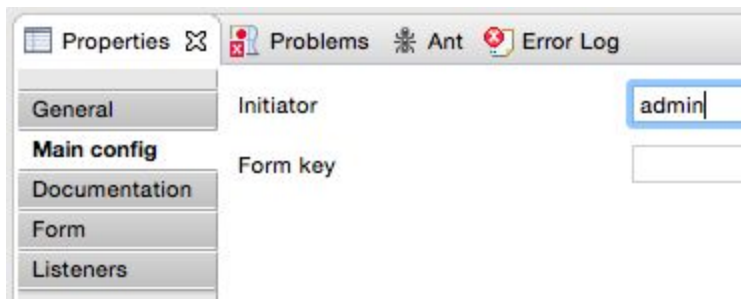 Properties Problems Ant Error Log
General
Initiator admin
Main config
Form key
Documentation
Form
Listeners